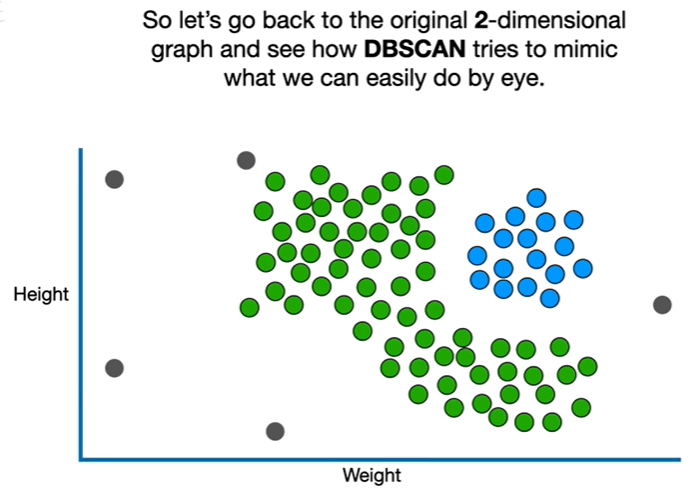 So let's go back to the original 2-dimensional
graph and see how DBSCAN tries to mimic
what we can easily do by eye.
Height
Weight